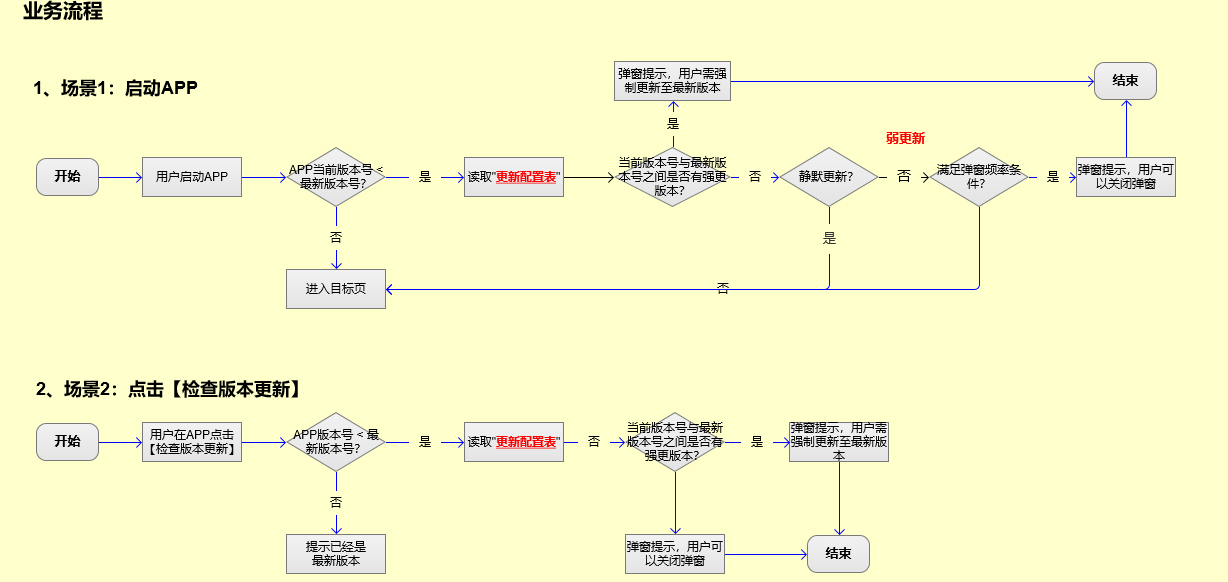 业务流程
1、场景1：启动APP
弹窗提示，用户需强
制更新至最新版本
结束
是
弱更新
开始
用户启动APP
APP当前版本号 <
最新版本号?
是
读取"更新配置表"
当前版本号与最新版
本号之间是否有强更
版本?
否
静默更新?
否
满足弹窗频率条
件?
是
弹窗提示，用户可
以关闭弹窗
否
是
进入目标页
否
2、场景2：点击【检查版本更新】
开始
用户在APP点击
【检查版本更新】
APP版本号 < 最
新版本号?
是
读取"更新配置表"
否
当前版本号与最新
版本号之间是否有
强更版本?
是
弹窗提示，用户需
强制更新至最新版
本
否
提示已经是
最新版本
弹窗提示，用户可
以关闭弹窗
结束